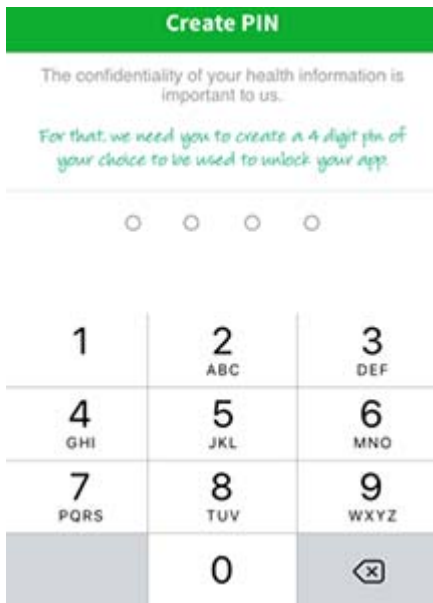 Create PIN
The confidentiality of your health information is
important to us.
For that, we need you to create a 4 digit pin of
your choice to be used to unlock your app.
1 2 3
ABC DEF
4 5 6
GHI JKL MNO
7 8 9
PQRS TUV WXYZ
0